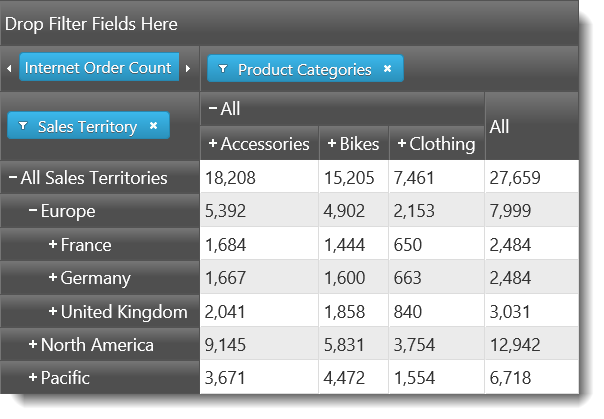 Drop Filter Fields Here
Internet Order Count Product Categories
Sales Territory −All All
+Accessories +Bikes +Clothing
−All Sales Territories 18,208 15,205 7,461 27,659
−Europe 5,392 4,902 2,153 7,999
+France 1,684 1,444 650 2,484
+Germany 1,667 1,600 663 2,484
+United Kingdom 2,041 1,858 840 3,031
+North America 9,145 5,831 3,754 12,942
+Pacific 3,671 4,472 1,554 6,718